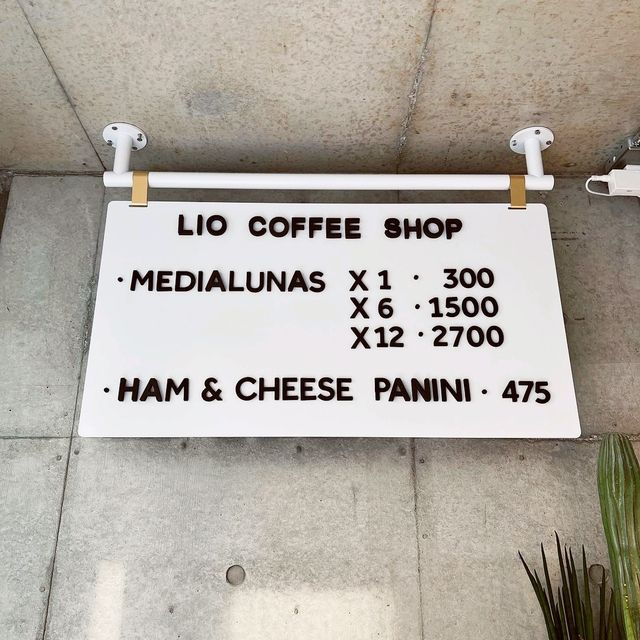 LIO COFFEE SHOP
· MEDIALUNAS X 1 · 300
X 6 · 1500
X 12 · 2700
· HAM & CHEESE PANINI · 475